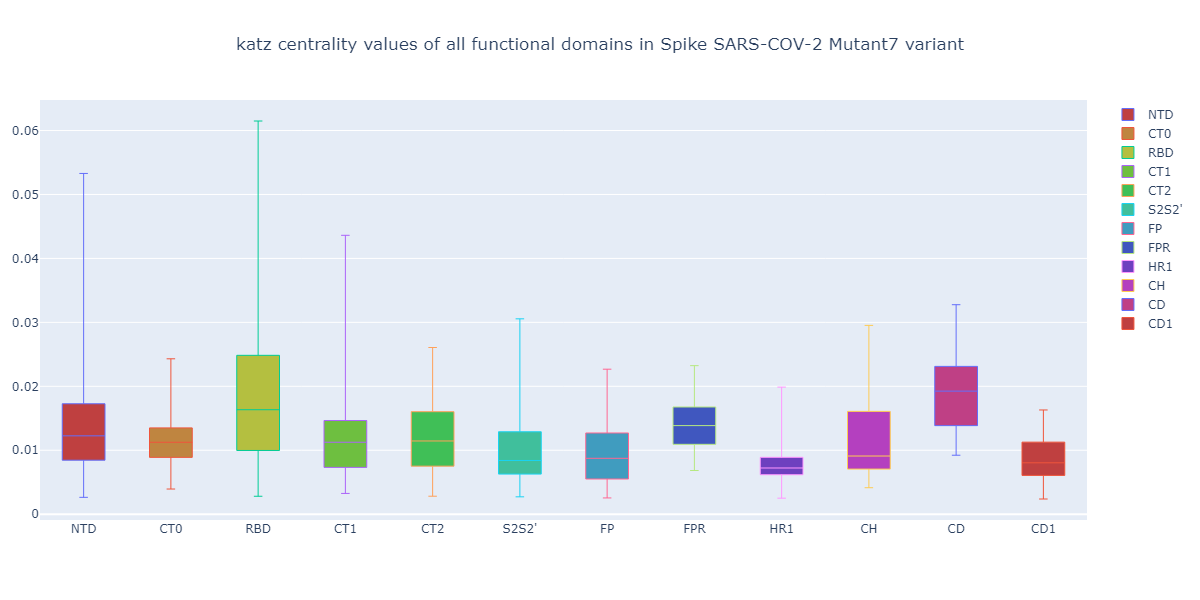 katz centrality values of all functional domains in Spike SARS-COV-2 Mutant7 variant
0.06
0.05
0.04
0.03
0.02
0.01
0
NTD CT0 RBD CT1 CT2 S2S2' FP FPR HR1 CH CD CD1
NTD
CT0
RBD
CT1
CT2
S2S2'
FP
FPR
HR1
CH
CD
CD1